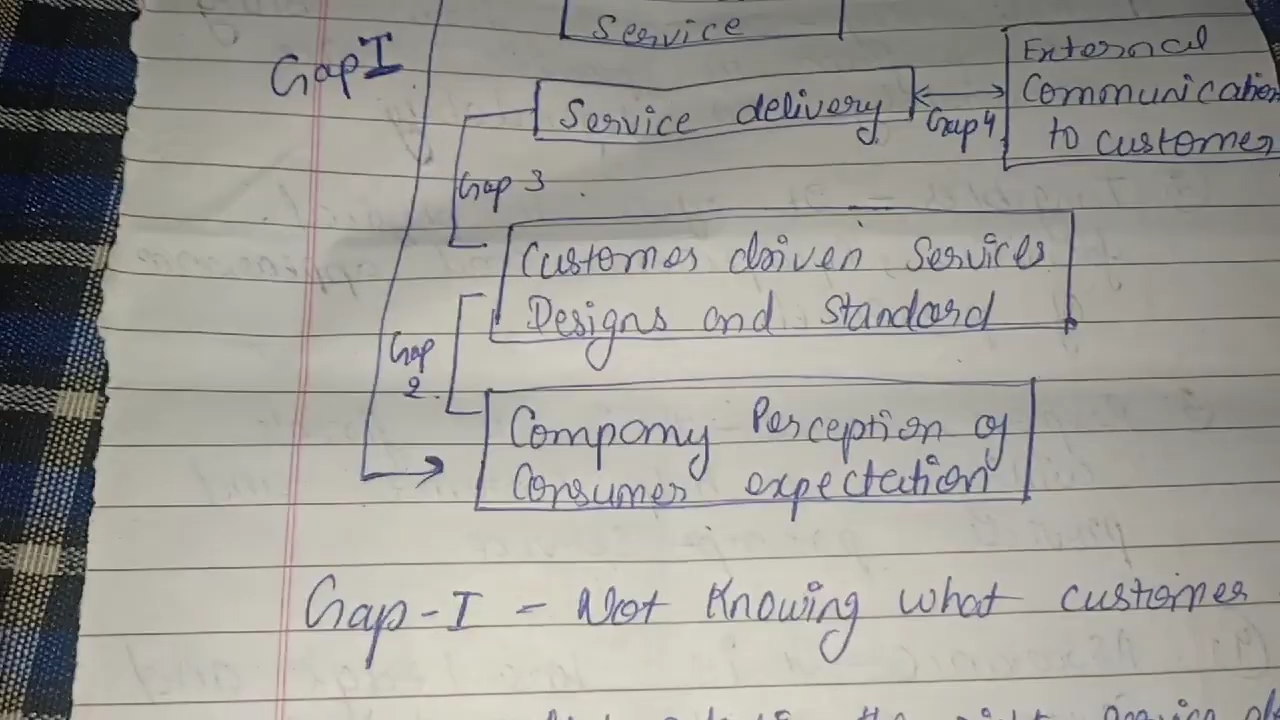 Service
Gap I
External
Communication
to customer
Service delivery
Gap 4
Gap 3
Customer driven Services
Designs and Standard
Gap
2.
Company Perception of
Consumer expectation
Gap-I - Not Knowing what customer